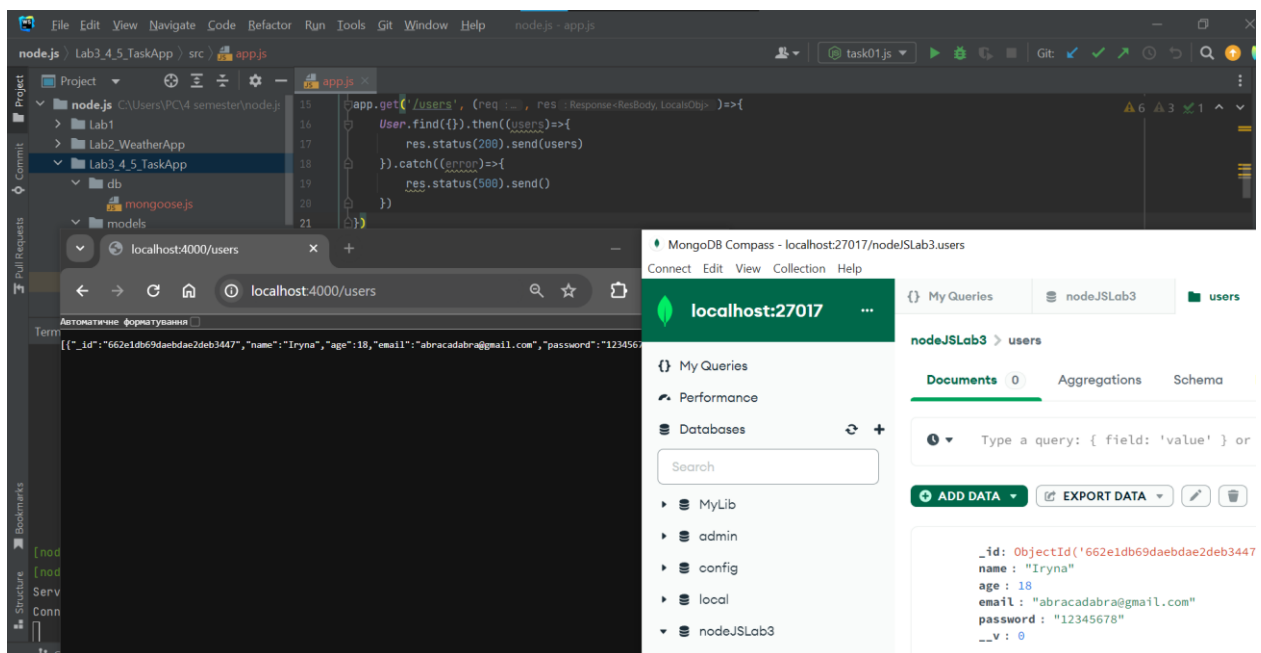 File Edit View Navigate Code Refactor Run Tools Git Window Help node.js - app.js
node.js Lab3_4_5_TaskApp src app.js
task01.js
Git:
Project
app.js
Project
Commit
Pull Requests
Bookmarks
Structure
node.js C:\Users\PC\4 semester\node.js
Lab1
Lab2_WeatherApp
Lab3_4_5_TaskApp
db
mongoose.js
models
15 app.get('/users', (req :…, res : Response<ResBody, LocalsObj> )=>{
16 User.find({}).then((users)=>{
17 res.status(200).send(users)
18 }).catch((error)=>{
19 res.status(500).send()
20 })
21 })
6 3 1
Term
[nod
[nod
Serv
Conn
localhost:4000/users
localhost:4000/users
Автоматичне форматування
[{"_id":"662e1db69daebdae2deb3447","name":"Iryna","age":18,"email":"abracadabra@gmail.com","password":"1234567
MongoDB Compass - localhost:27017/nodeJSLab3.users
Connect Edit View Collection Help
localhost:27017
{} My Queries
Performance
Databases
Search
MyLib
admin
config
local
nodeJSLab3
{} My Queries nodeJSLab3 users
nodeJSLab3 > users
Documents 0 Aggregations Schema
Type a query: { field: 'value' } or
ADD DATA EXPORT DATA
_id: ObjectId('662e1db69daebdae2deb3447
name : "Iryna"
age : 18
email : "abracadabra@gmail.com"
password : "12345678"
__v : 0